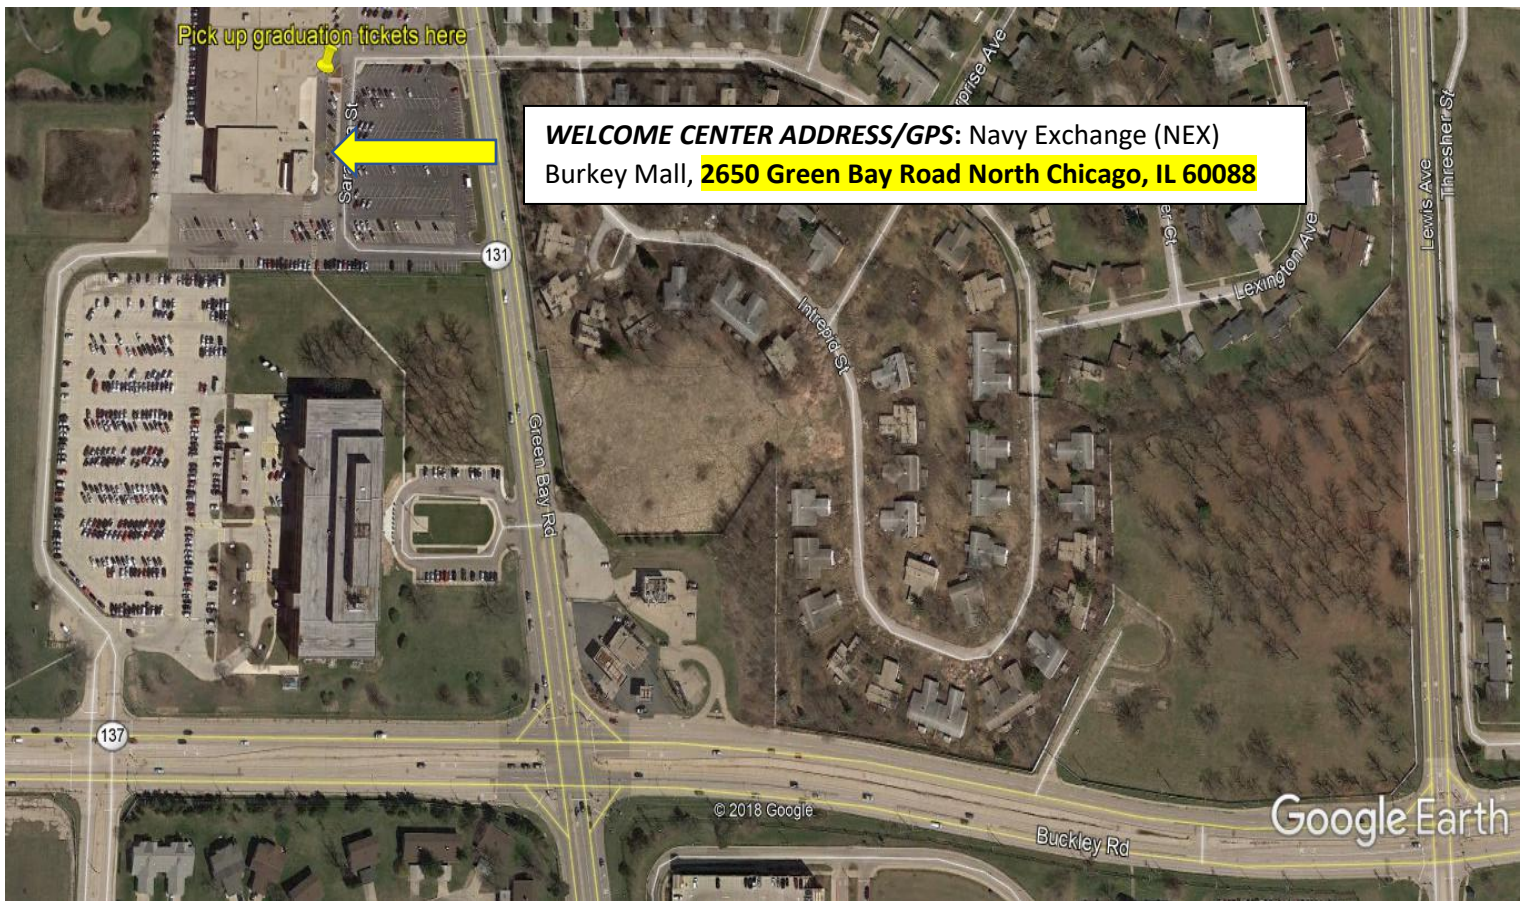 Pick up graduation tickets here
WELCOME CENTER ADDRESS/GPS: Navy Exchange (NEX)
Burkey Mall, 2650 Green Bay Road North Chicago, IL 60088
Thresher St
Lewis Ave
Lexington Ave
131
Intrepid St
Green Bay Rd
137
© 2018 Google
Google Earth
Buckley Rd